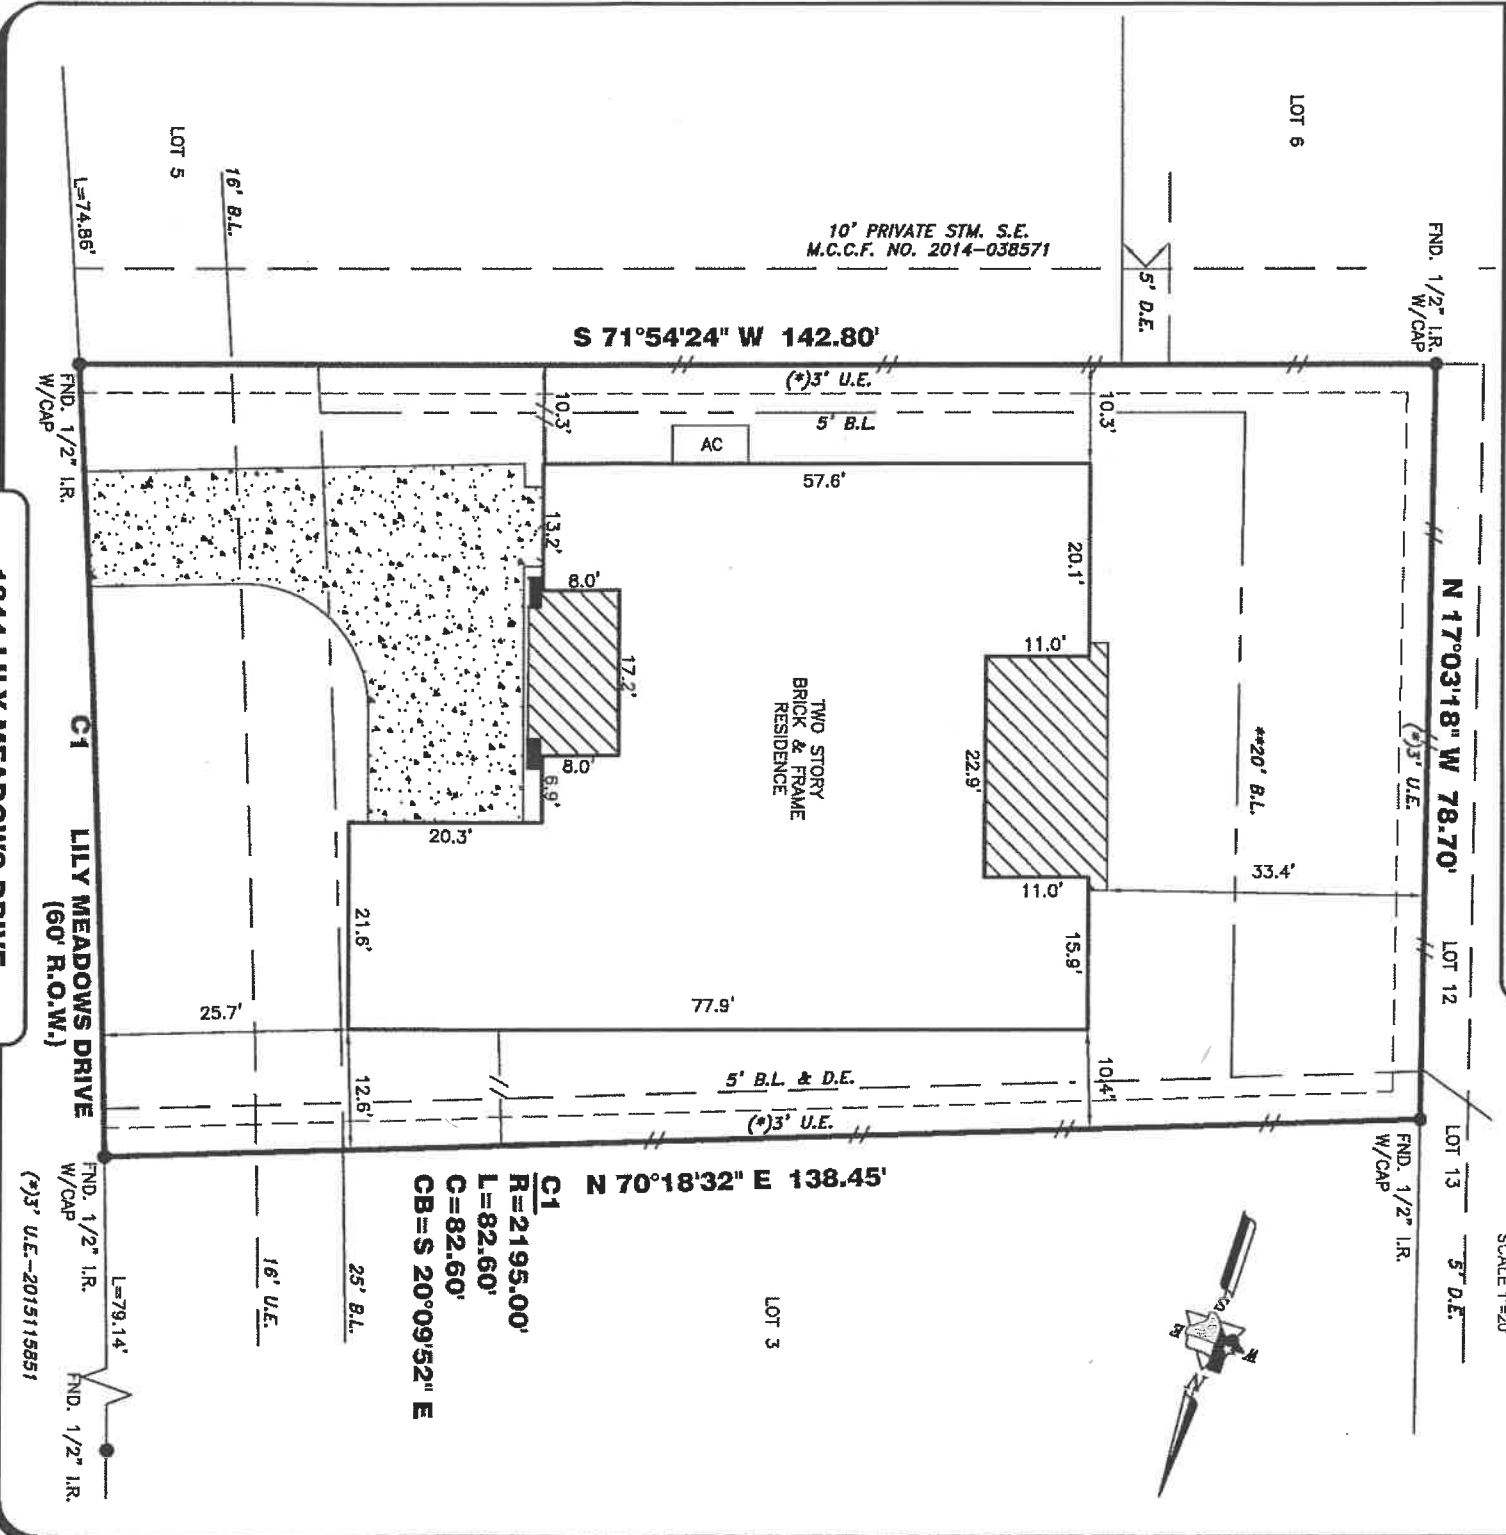 LOT 6
LOT 5
16' B.L.
L=74.86'
10' PRIVATE STM. S.E.
M.C.C.F. NO. 2014-038571
5' D.E.
FND. 1/2" I.R.
W/CAP
S 71°54'24" W 142.80'
FND. 1/2" I.R.
W/CAP
(*)3' U.E.
5' B.L.
10.3'
10.3'
AC
57.6'
13.2'
8.0'
17.2'
8.0'
6.9'
20.1'
11.0'
22.9'
11.0'
TWO STORY
BRICK & FRAME
RESIDENCE
**20' B.L.
N 17°03'18" W 78.70'
(*)3' U.E.
33.4'
20.3'
21.6'
15.9'
77.9'
25.7'
12.6'
10.4'
5' B.L. & D.E.
(*)3' U.E.
C1 LILY MEADOWS DRIVE
(60' R.O.W.)
LOT 12
LOT 13
5' D.E.
FND. 1/2" I.R.
W/CAP
FND. 1/2" I.R.
W/CAP
N 70°18'32" E 138.45'
C1
R=2195.00'
L=82.60'
C=82.60'
CB=S 20°09'52" E
LOT 3
25' B.L.
16' U.E.
L=79.14'
FND. 1/2" I.R.
(*)3' U.E.-2015115851
S
E
W
N